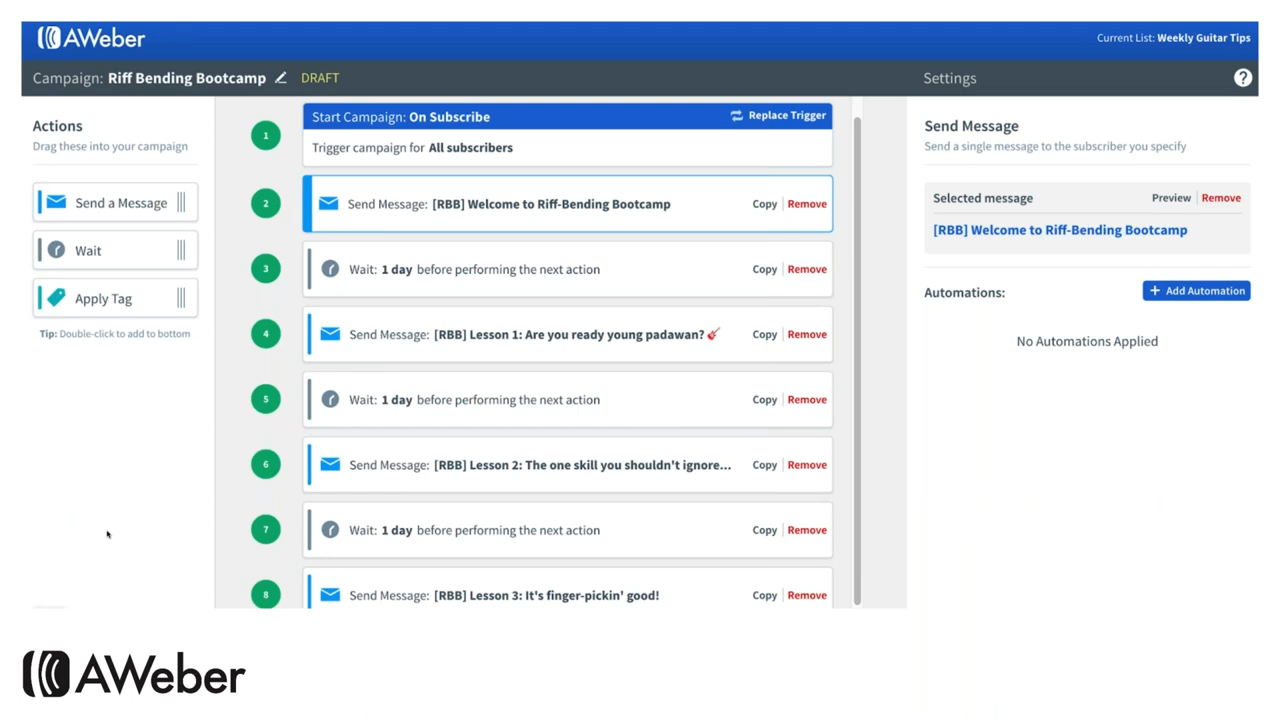 AWeber
Current List: Weekly Guitar Tips
Campaign: Riff Bending Bootcamp DRAFT
Settings
?
Actions
Drag these into your campaign
Send a Message
Wait
Apply Tag
Tip: Double-click to add to bottom
1
Start Campaign: On Subscribe
Replace Trigger
Trigger campaign for All subscribers
2
Send Message: [RBB] Welcome to Riff-Bending Bootcamp
Copy Remove
3
Wait: 1 day before performing the next action
Copy Remove
4
Send Message: [RBB] Lesson 1: Are you ready young padawan? 🎸
Copy Remove
5
Wait: 1 day before performing the next action
Copy Remove
6
Send Message: [RBB] Lesson 2: The one skill you shouldn't ignore...
Copy Remove
7
Wait: 1 day before performing the next action
Copy Remove
8
Send Message: [RBB] Lesson 3: It's finger-pickin' good!
Copy Remove
Send Message
Send a single message to the subscriber you specify
Selected message
Preview Remove
[RBB] Welcome to Riff-Bending Bootcamp
Automations:
+ Add Automation
No Automations Applied
AWeber